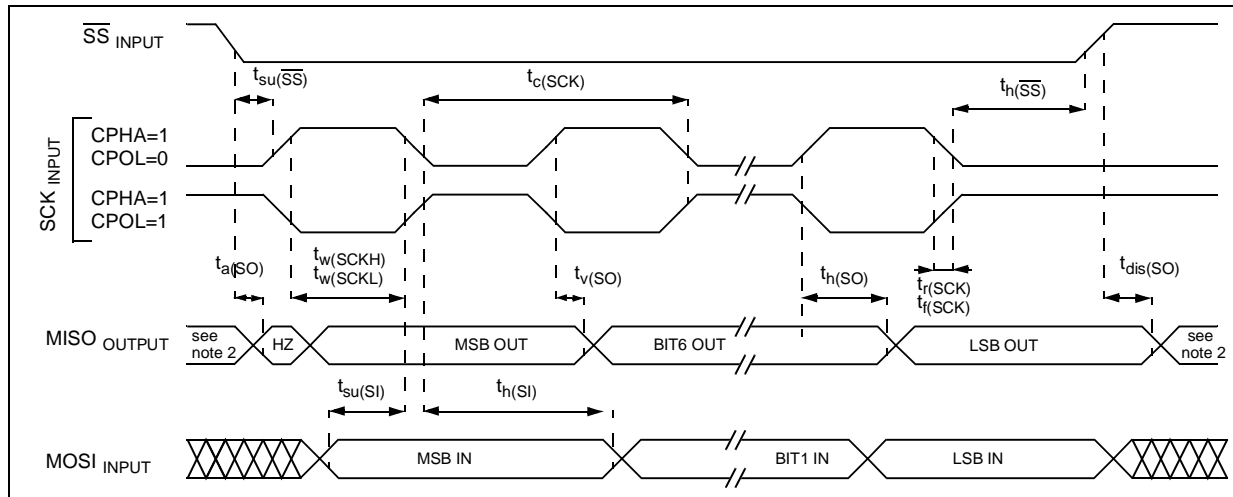 SS INPUT
tsu(SS)
tc(SCK)
th(SS)
SCK INPUT
CPHA=1
CPOL=0
CPHA=1
CPOL=1
ta(SO)
tw(SCKH)
tw(SCKL)
tv(SO)
th(SO)
tr(SCK)
tf(SCK)
tdis(SO)
MISO OUTPUT
see note 2
HZ
MSB OUT
BIT6 OUT
LSB OUT
see note 2
tsu(SI)
th(SI)
MOSI INPUT
MSB IN
BIT1 IN
LSB IN